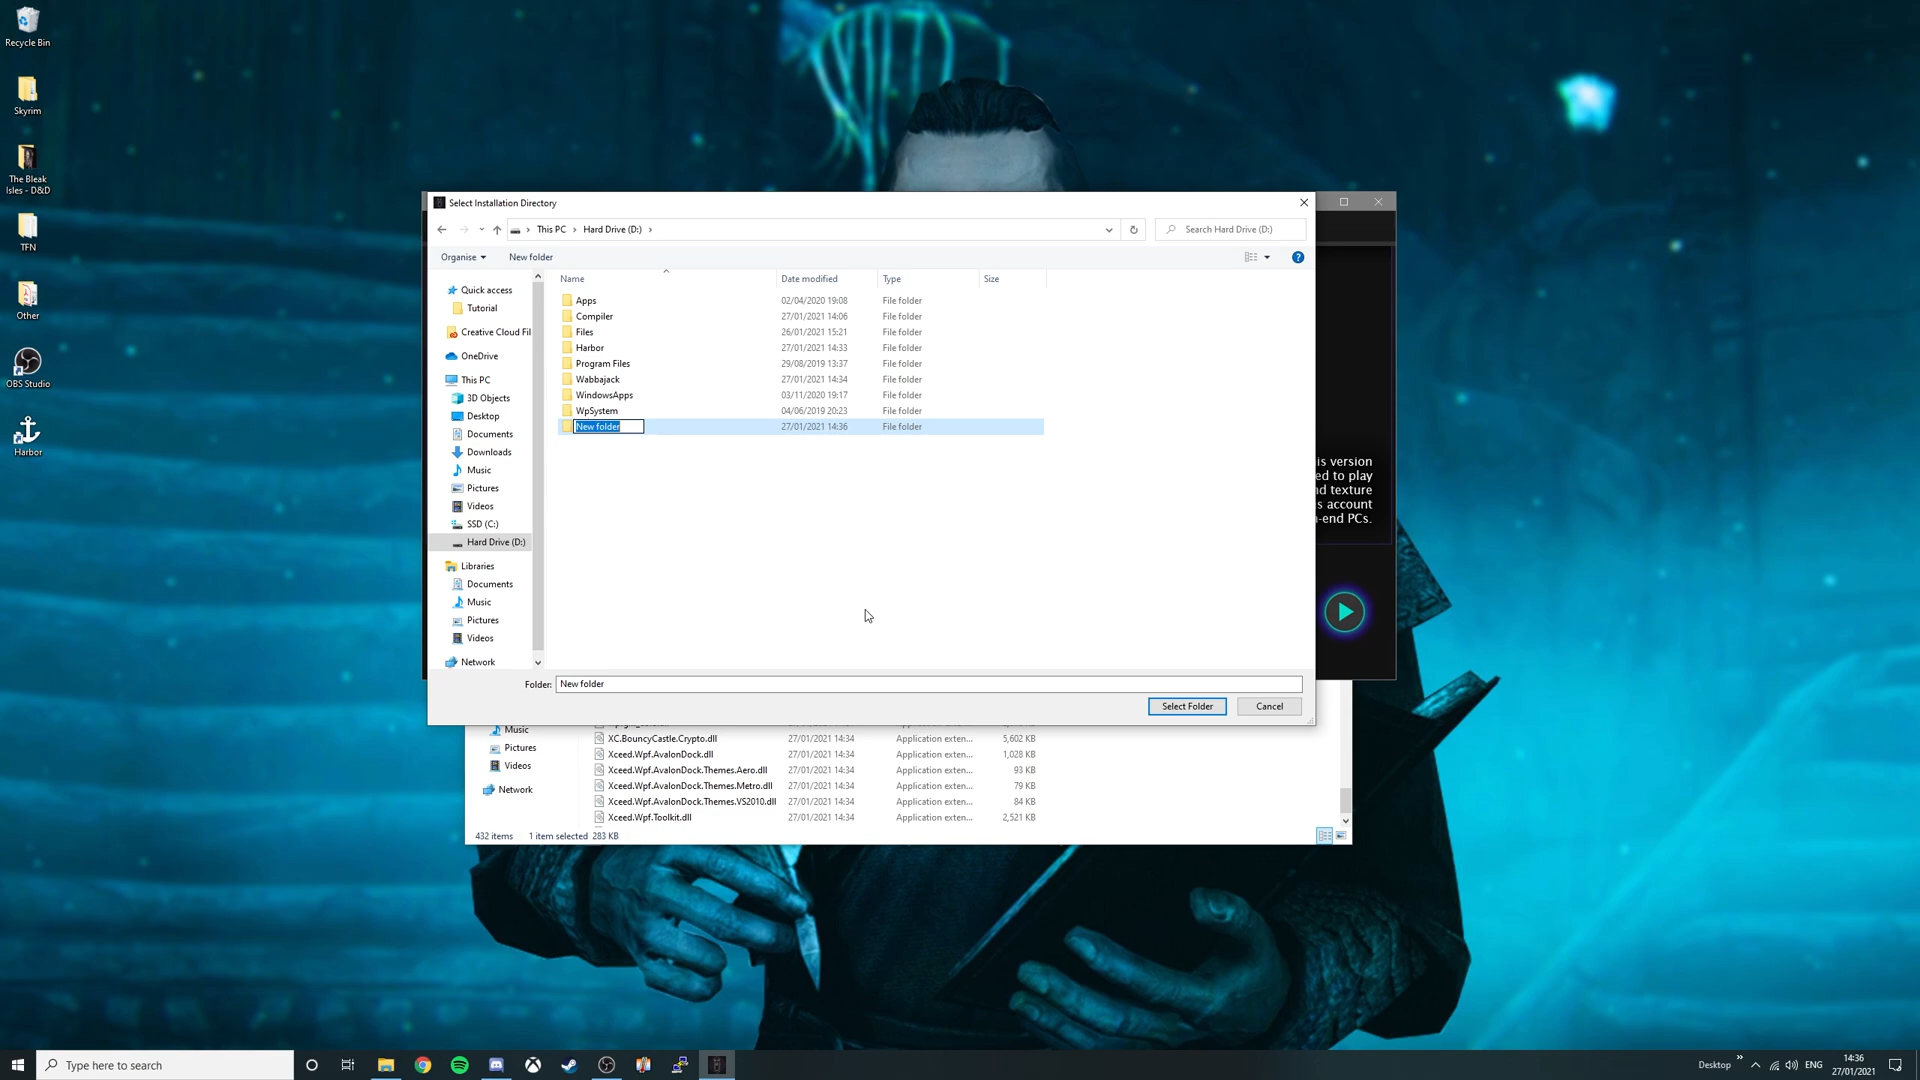 Recycle Bin
Skyrim
The Bleak
Isles - D&D
TFN
Other
OBS Studio
Harbor
Select Installation Directory
This PC
Hard Drive (D:)
Search Hard Drive (D:)
Organise
New folder
Name
Date modified
Type
Size
Apps 02/04/2020 19:08 File folder
Compiler 27/01/2021 14:06 File folder
Files 26/01/2021 15:21 File folder
Harbor 27/01/2021 14:33 File folder
Program Files 29/08/2019 13:37 File folder
Wabbajack 27/01/2021 14:34 File folder
WindowsApps 03/11/2020 19:17 File folder
WpSystem 04/06/2019 20:23 File folder
New folder 27/01/2021 14:36 File folder
Quick access
Tutorial
Creative Cloud Fil
OneDrive
This PC
3D Objects
Desktop
Documents
Downloads
Music
Pictures
Videos
SSD (C:)
Hard Drive (D:)
Libraries
Documents
Music
Pictures
Videos
Network
Folder: New folder
Select Folder
Cancel
is version
ed to play
nd texture
s account
-end PCs.
Music
Pictures
Videos
Network
XC.BouncyCastle.Crypto.dll 27/01/2021 14:34 Application exten... 5,602 KB
Xceed.Wpf.AvalonDock.dll 27/01/2021 14:34 Application exten... 1,028 KB
Xceed.Wpf.AvalonDock.Themes.Aero.dll 27/01/2021 14:34 Application exten... 93 KB
Xceed.Wpf.AvalonDock.Themes.Metro.dll 27/01/2021 14:34 Application exten... 79 KB
Xceed.Wpf.AvalonDock.Themes.VS2010.dll 27/01/2021 14:34 Application exten... 84 KB
Xceed.Wpf.Toolkit.dll 27/01/2021 14:34 Application exten... 2,521 KB
432 items 1 item selected 283 KB
Type here to search
Desktop
ENG
14:36
27/01/2021